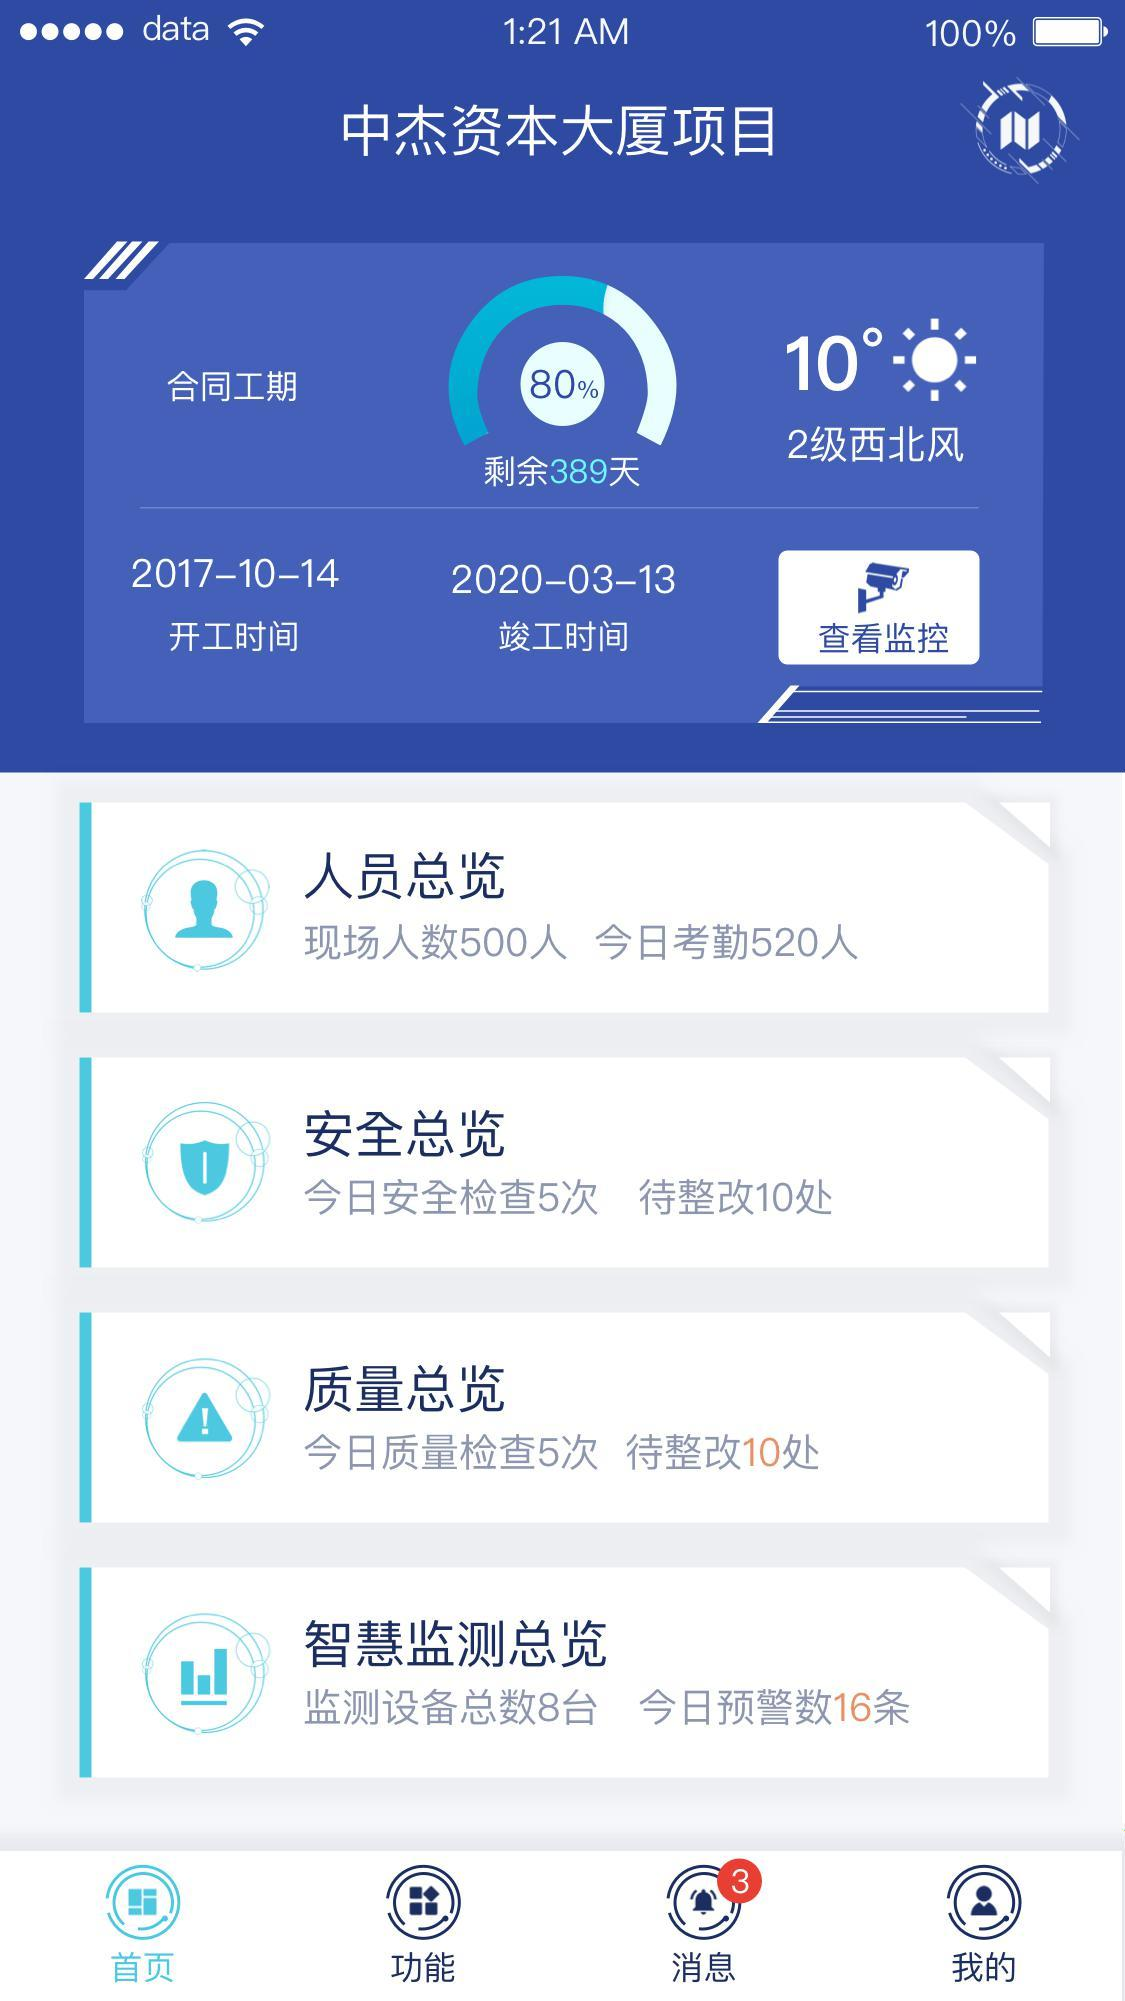 data 1:21 AM 100%
中杰资本大厦项目
合同工期
80%
剩余389天
10°
2级西北风
2017-10-14
开工时间
2020-03-13
竣工时间
查看监控
人员总览
现场人数500人 今日考勤520人
安全总览
今日安全检查5次 待整改10处
质量总览
今日质量检查5次 待整改10处
智慧监测总览
监测设备总数8台 今日预警数16条
3
首页 功能 消息 我的